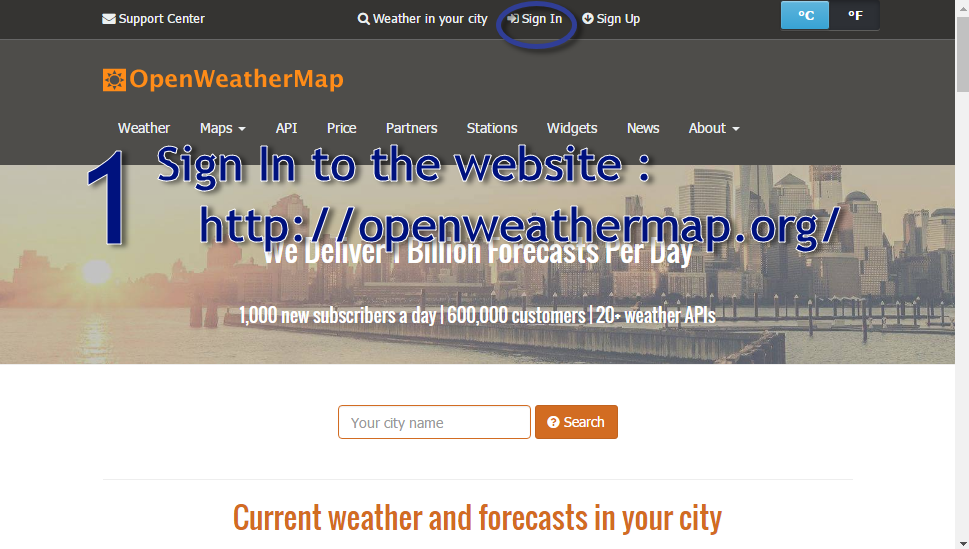 Support Center
Weather in your city
Sign In
Sign Up
°C
°F
OpenWeatherMap
Weather
Maps
API
Price
Partners
Stations
Widgets
News
About
1
Sign In to the website :
http://openweathermap.org/
We Deliver 1 Billion Forecasts Per Day
1,000 new subscribers a day | 600,000 customers | 20+ weather APIs
Your city name
Search
Current weather and forecasts in your city